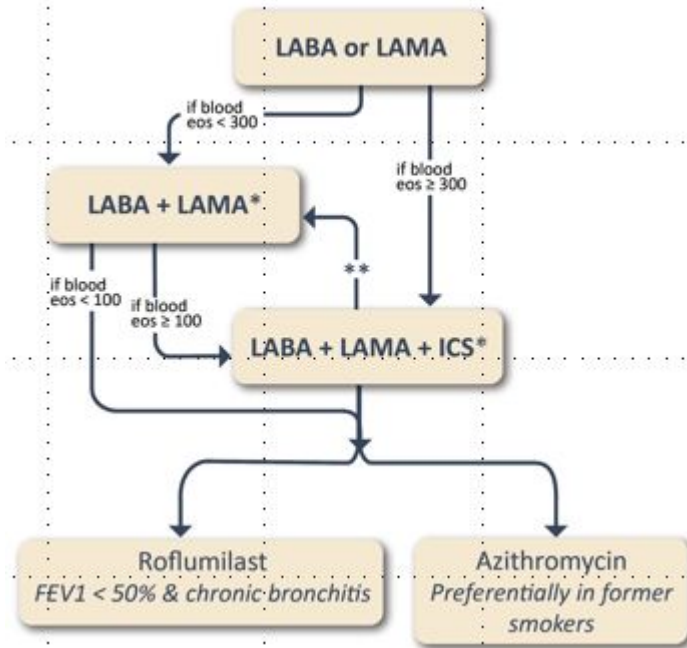 LABA or LAMA
if blood
eos < 300
if blood
eos ≥ 300
LABA + LAMA*
**
if blood
eos < 100
if blood
eos ≥ 100
LABA + LAMA + ICS*
Roflumilast
FEV1 < 50% & chronic bronchitis
Azithromycin
Preferentially in former
smokers